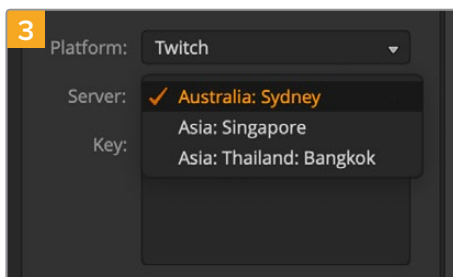 3
Platform: Twitch
Server: Australia: Sydney
Asia: Singapore
Key:
Asia: Thailand: Bangkok